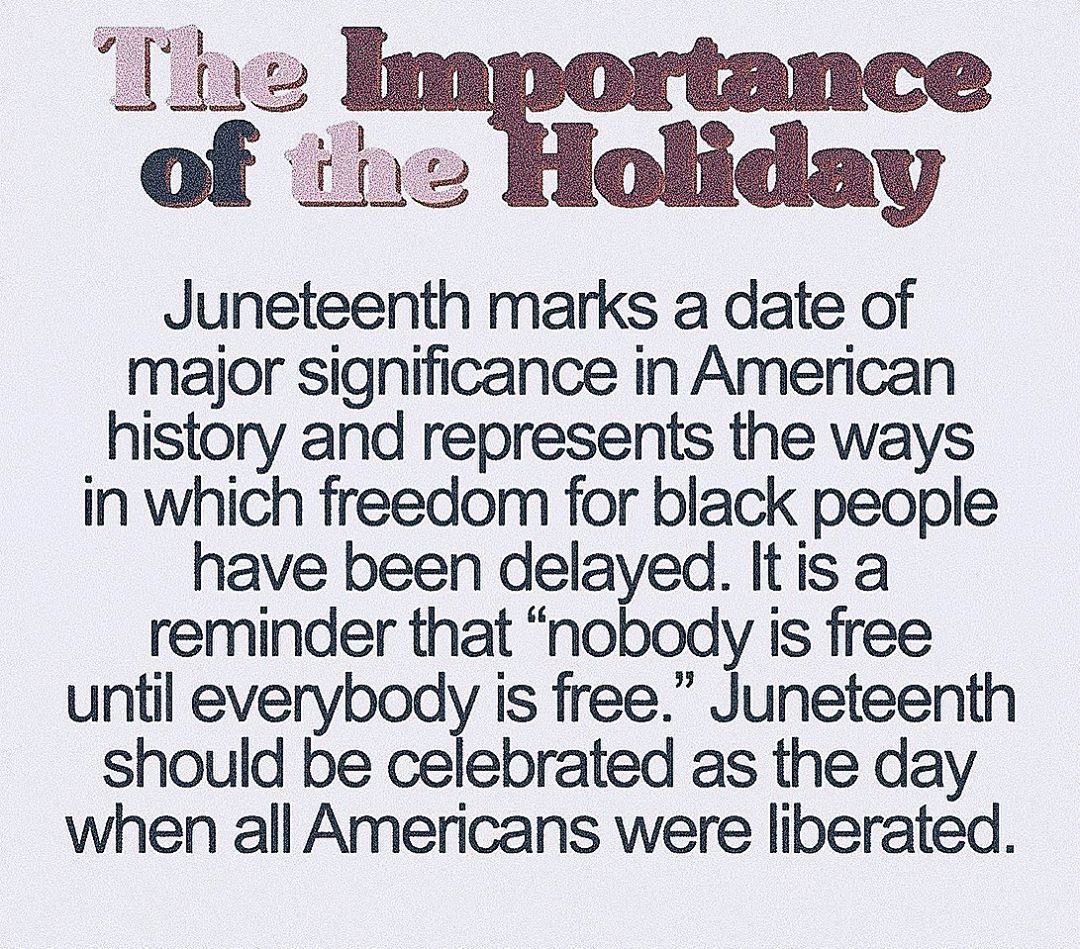 The Importance
of the Holiday
Juneteenth marks a date of
major significance in American
history and represents the ways
in which freedom for black people
have been delayed. It is a
reminder that “nobody is free
until everybody is free.” Juneteenth
should be celebrated as the day
when all Americans were liberated.